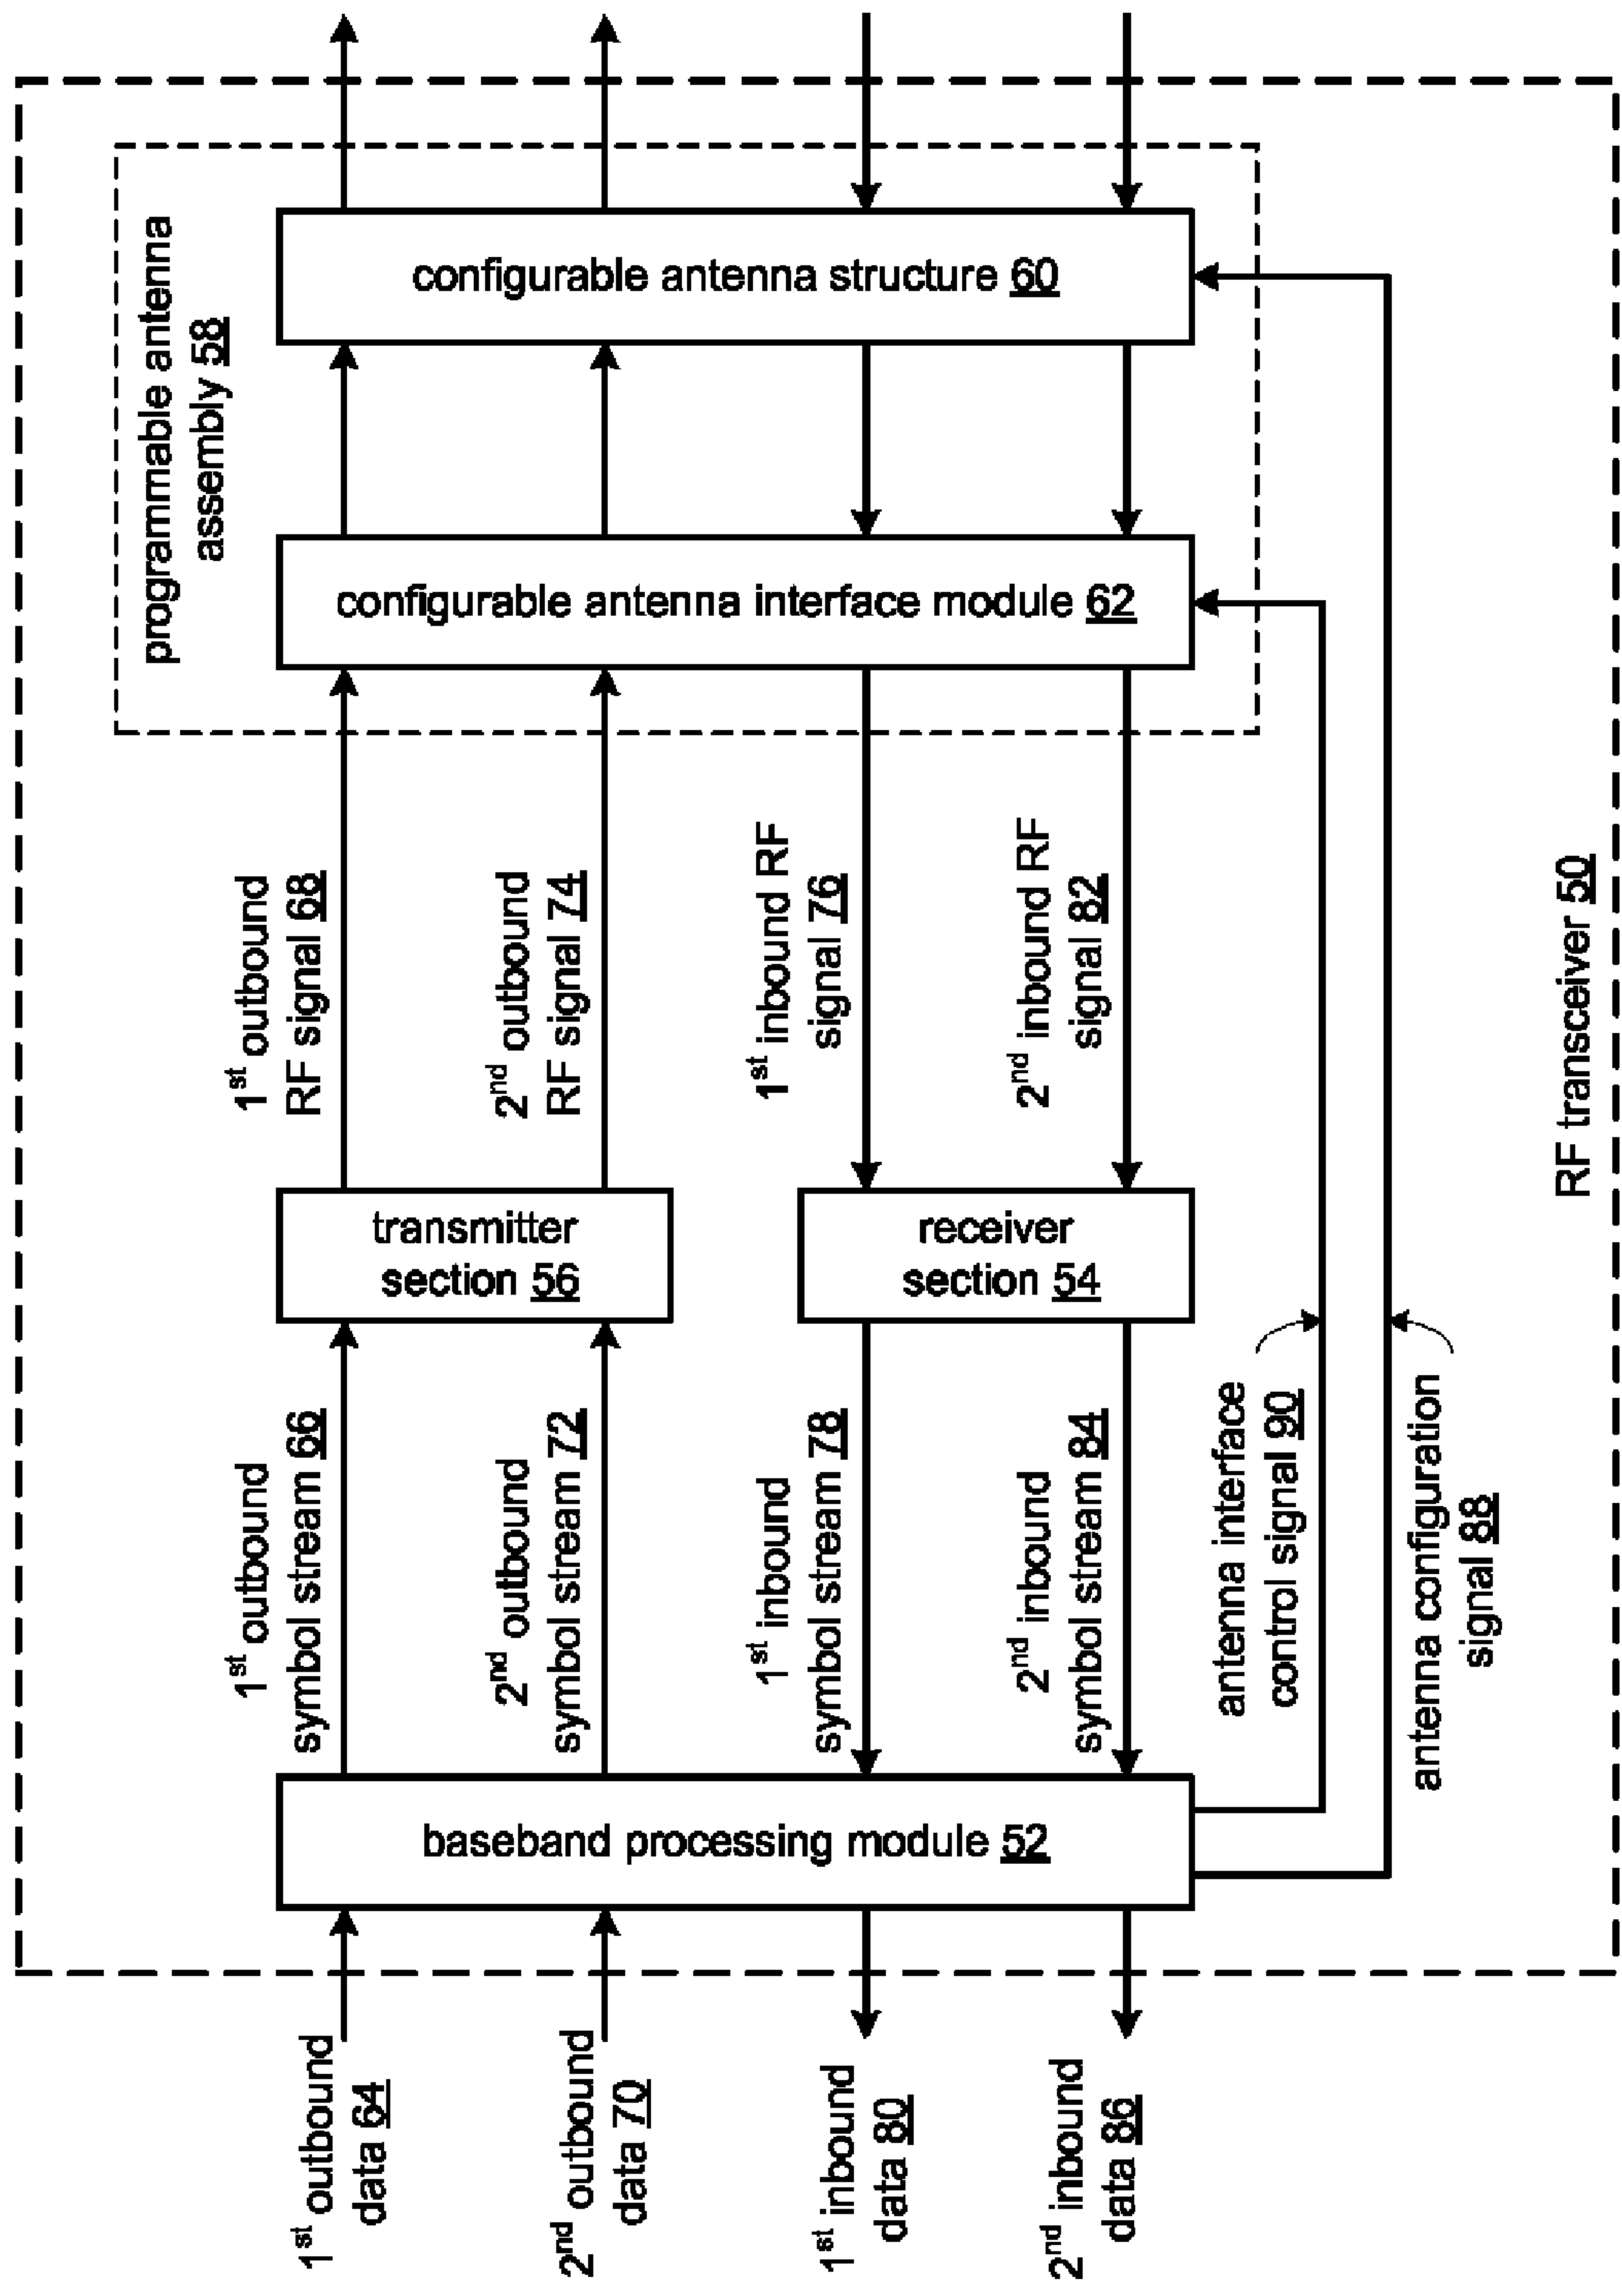 programmable antenna
assembly 58
configurable antenna structure 60
configurable antenna interface module 62
1st outbound
RF signal 68
2nd outbound
RF signal 74
1st inbound RF
signal 76
2nd inbound RF
signal 82
transmitter
section 56
receiver
section 54
1st outbound
symbol stream 66
2nd outbound
symbol stream 72
1st inbound
symbol stream 78
2nd inbound
symbol stream 84
antenna interface
control signal 90
antenna configuration
signal 88
baseband processing module 52
1st outbound
data 64
2nd outbound
data 70
1st inbound
data 80
2nd inbound
data 86
RF transceiver 50